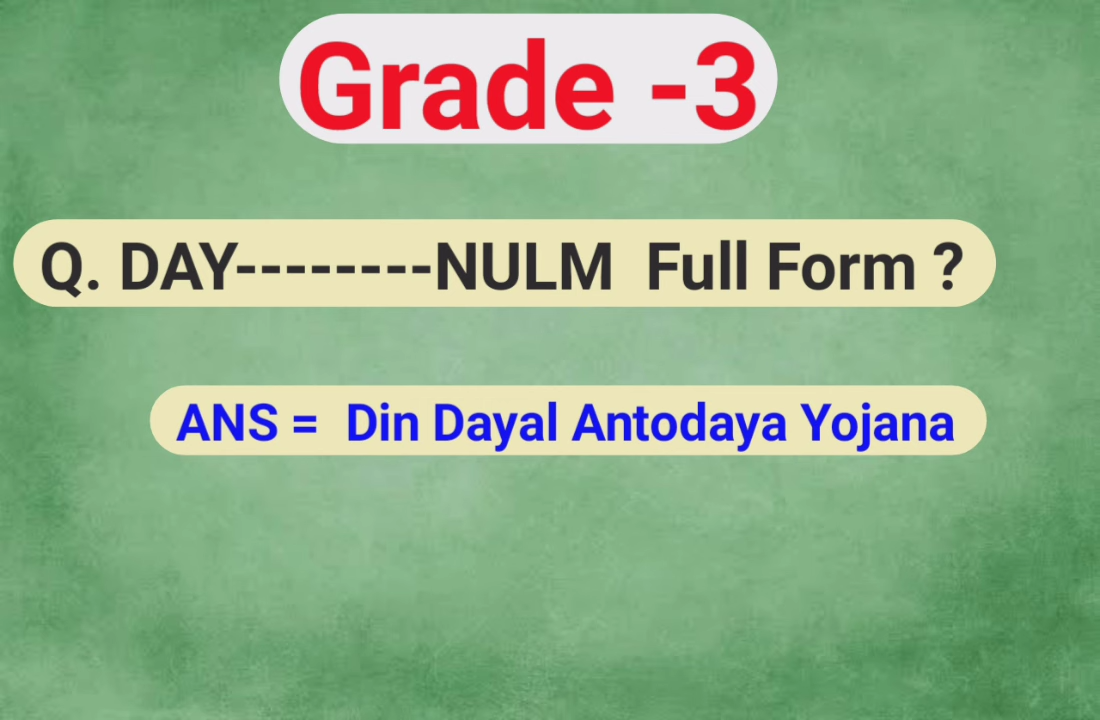 Grade -3
Q. DAY--------NULM Full Form ?
ANS = Din Dayal Antodaya Yojana